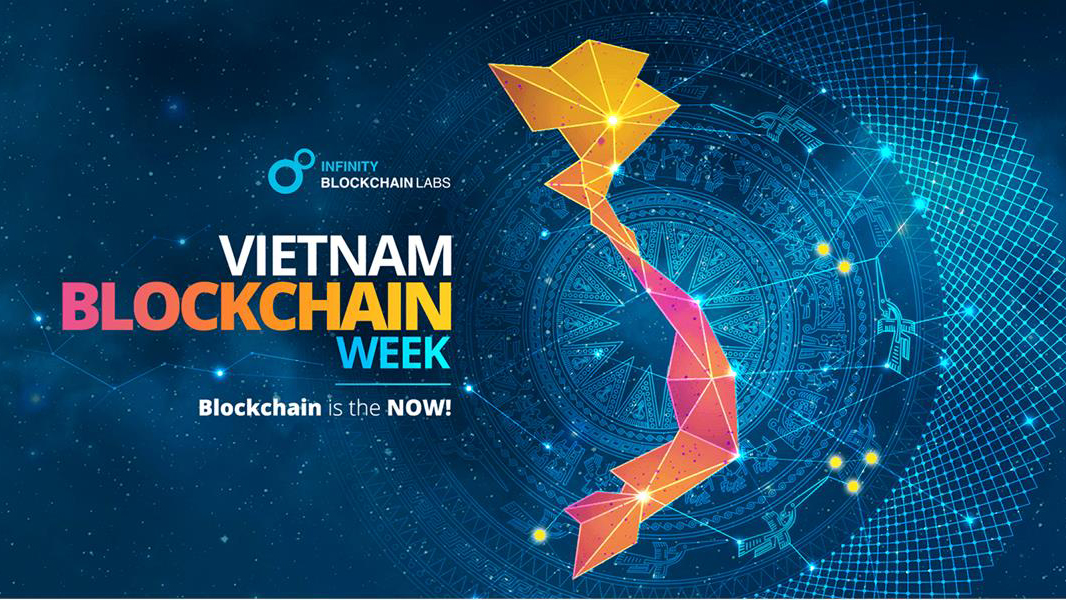 INFINITY
BLOCKCHAIN LABS
VIETNAM
BLOCKCHAIN
WEEK
Blockchain is the NOW!